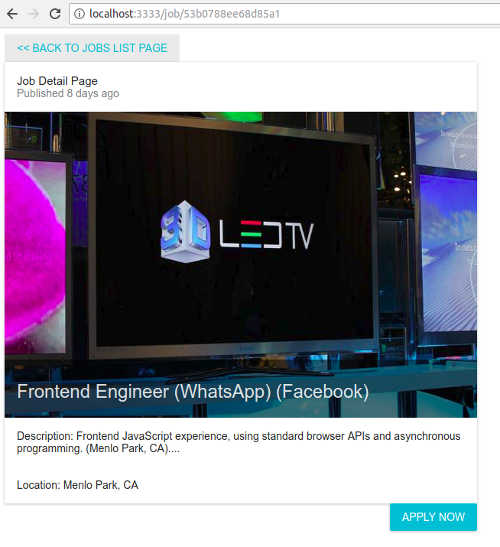 localhost:3333/job/53b0788ee68d85a1
<< BACK TO JOBS LIST PAGE
Job Detail Page
Published 8 days ago
3D LED TV
Frontend Engineer (WhatsApp) (Facebook)
Description: Frontend JavaScript experience, using standard browser APIs and asynchronous
programming. (Menlo Park, CA)....
Location: Menlo Park, CA
APPLY NOW